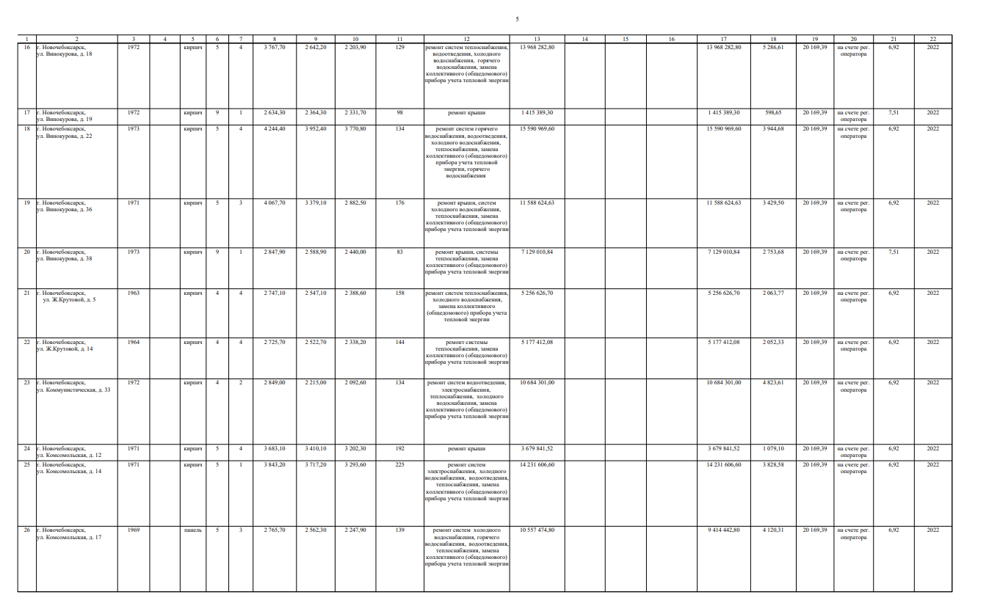 5
1 2 3 4 5 6 7 8 9 10 11 12 13 14 15 16 17 18 19 20 21 22
16 г. Новочебоксарск, 1972 кирпич 5 4 3 767,70 2 642,20 2 203,90 129 ремонт систем теплоснабжения, 13 968 282,80 13 968 282,80 5 286,61 20 169,39 на счете рег. 6,92 2022
ул. Винокурова, д. 18 водоотведения, холодного оператора
водоснабжения, горячего
водоснабжения, замена
коллективного (общедомового)
прибора учета тепловой энергии
17 г. Новочебоксарск, 1972 кирпич 9 1 2 634,30 2 364,30 2 331,70 98 ремонт крыши 1 415 389,30 1 415 389,30 598,65 20 169,39 на счете рег. 7,51 2022
ул. Винокурова, д. 19 оператора
18 г. Новочебоксарск, 1973 кирпич 5 4 4 244,40 3 952,40 3 770,80 134 ремонт систем горячего 15 590 969,60 15 590 969,60 3 944,68 20 169,39 на счете рег. 6,92 2022
ул. Винокурова, д. 22 водоснабжения, водоотведения, оператора
холодного водоснабжения,
теплоснабжения, замена
коллективного (общедомового)
прибора учета тепловой
энергии, горячего
водоснабжения
19 г. Новочебоксарск, 1971 кирпич 5 3 4 067,70 3 379,10 2 882,50 176 ремонт крыши, систем 11 588 624,63 11 588 624,63 3 429,50 20 169,39 на счете рег. 6,92 2022
ул. Винокурова, д. 36 холодного водоснабжения, оператора
теплоснабжения, замена
коллективного (общедомового)
прибора учета тепловой энергии
20 г. Новочебоксарск, 1973 кирпич 9 1 2 847,90 2 588,90 2 440,00 83 ремонт крыши, системы 7 129 010,84 7 129 010,84 2 753,68 20 169,39 на счете рег. 7,51 2022
ул. Винокурова, д. 38 теплоснабжения, замена оператора
коллективного (общедомового)
прибора учета тепловой энергии
21 г. Новочебоксарск, 1963 кирпич 4 4 2 747,10 2 547,10 2 388,60 158 ремонт систем теплоснабжения, 5 256 626,70 5 256 626,70 2 063,77 20 169,39 на счете рег. 6,92 2022
ул. Ж.Крутовой, д. 5 холодного водоснабжения, оператора
замена коллективного
(общедомового) прибора учета
тепловой энергии
22 г. Новочебоксарск, 1964 кирпич 4 4 2 725,70 2 522,70 2 338,20 144 ремонт системы 5 177 412,08 5 177 412,08 2 052,33 20 169,39 на счете рег. 6,92 2022
ул. Ж.Крутовой, д. 14 теплоснабжения, замена оператора
коллективного (общедомового)
прибора учета тепловой энергии
23 г. Новочебоксарск, 1972 кирпич 4 2 2 849,00 2 215,00 2 092,60 134 ремонт систем водоотведения, 10 684 301,00 10 684 301,00 4 823,61 20 169,39 на счете рег. 6,92 2022
ул. Коммунистическая, д. 33 электроснабжения, оператора
теплоснабжения, холодного
водоснабжения, замена
коллективного (общедомового)
прибора учета тепловой энергии
24 г. Новочебоксарск, 1971 кирпич 5 4 3 683,10 3 410,10 3 202,30 192 ремонт крыши 3 679 841,52 3 679 841,52 1 079,10 20 169,39 на счете рег. 6,92 2022
ул. Комсомольская, д. 12 оператора
25 г. Новочебоксарск, 1971 кирпич 5 1 3 843,20 3 717,20 3 293,60 225 ремонт систем 14 231 606,60 14 231 606,60 3 828,58 20 169,39 на счете рег. 6,92 2022
ул. Комсомольская, д. 14 электроснабжения, холодного оператора
водоснабжения, водоотведения,
теплоснабжения, замена
коллективного (общедомового)
прибора учета тепловой энергии
26 г. Новочебоксарск, 1969 панель 5 3 2 765,70 2 562,30 2 247,90 139 ремонт систем холодного 10 557 474,80 9 414 442,80 4 120,31 20 169,39 на счете рег. 6,92 2022
ул. Комсомольская, д. 17 водоснабжения, горячего оператора
водоснабжения, водоотведения,
теплоснабжения, замена
коллективного (общедомового)
прибора учета тепловой энергии